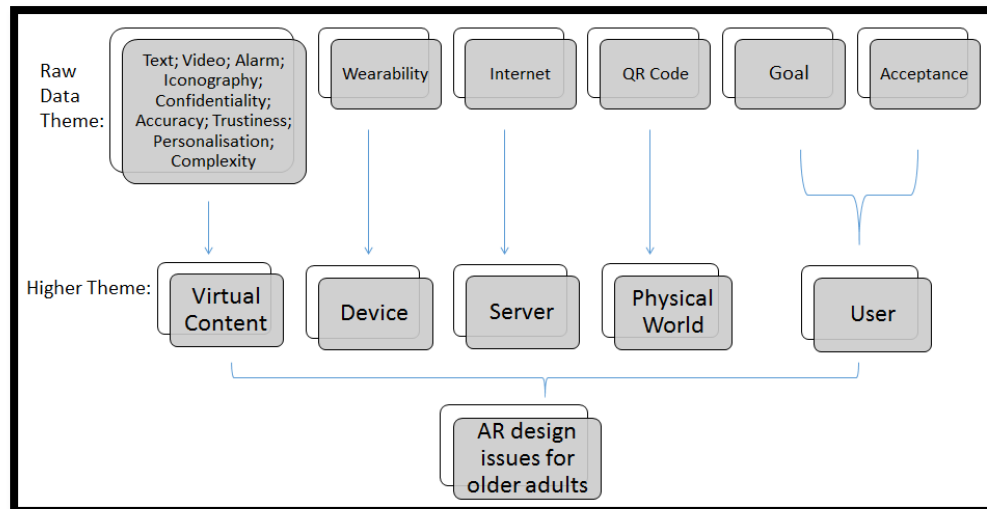 Raw
Data
Theme:
Text; Video; Alarm;
Iconography;
Confidentiality;
Accuracy; Trustiness;
Personalisation;
Complexity
Wearability
Internet
QR Code
Goal
Acceptance
Higher Theme:
Virtual
Content
Device
Server
Physical
World
User
AR design
issues for
older adults